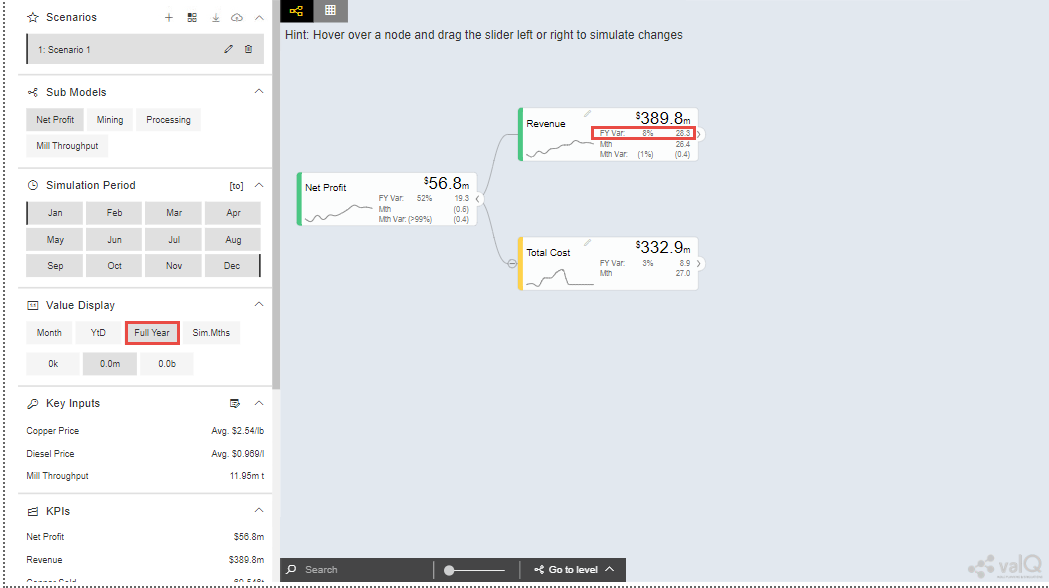 Scenarios
1: Scenario 1
Sub Models
Net Profit Mining Processing
Mill Throughput
Simulation Period [to]
Jan Feb Mar Apr
May Jun Jul Aug
Sep Oct Nov Dec
Value Display
Month YtD Full Year Sim.Mths
0k 0.0m 0.0b
Key Inputs
Copper Price Avg. $2.54/lb
Diesel Price Avg. $0.969/l
Mill Throughput 11.95m t
KPIs
Net Profit $56.8m
Revenue $389.8m
Hint: Hover over a node and drag the slider left or right to simulate changes
Net Profit $56.8m
FY Var: 52% 19.3
Mth (0.6)
Mth Var: (>99%) (0.4)
Revenue $389.8m
FY Var: 8% 28.3
Mth 26.4
Mth Var: (1%) (0.4)
Total Cost $332.9m
FY Var: 3% 8.9
Mth 27.0
Search Go to level
valQ